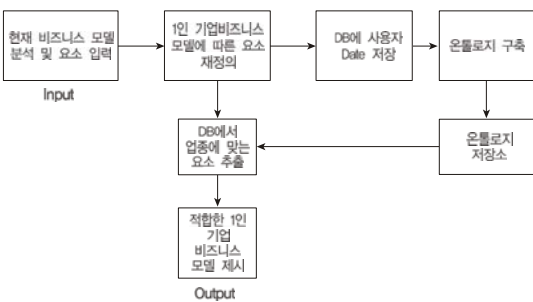 현재 비즈니스 모델
분석 및 요소 입력
Input
1인 기업비즈니스
모델에 따른 요소
재정의
DB에 사용자
Date 저장
온톨로지 구축
온톨로지
저장소
DB에서
업종에 맞는
요소 추출
적합한 1인
기업
비즈니스
모델 제시
Output